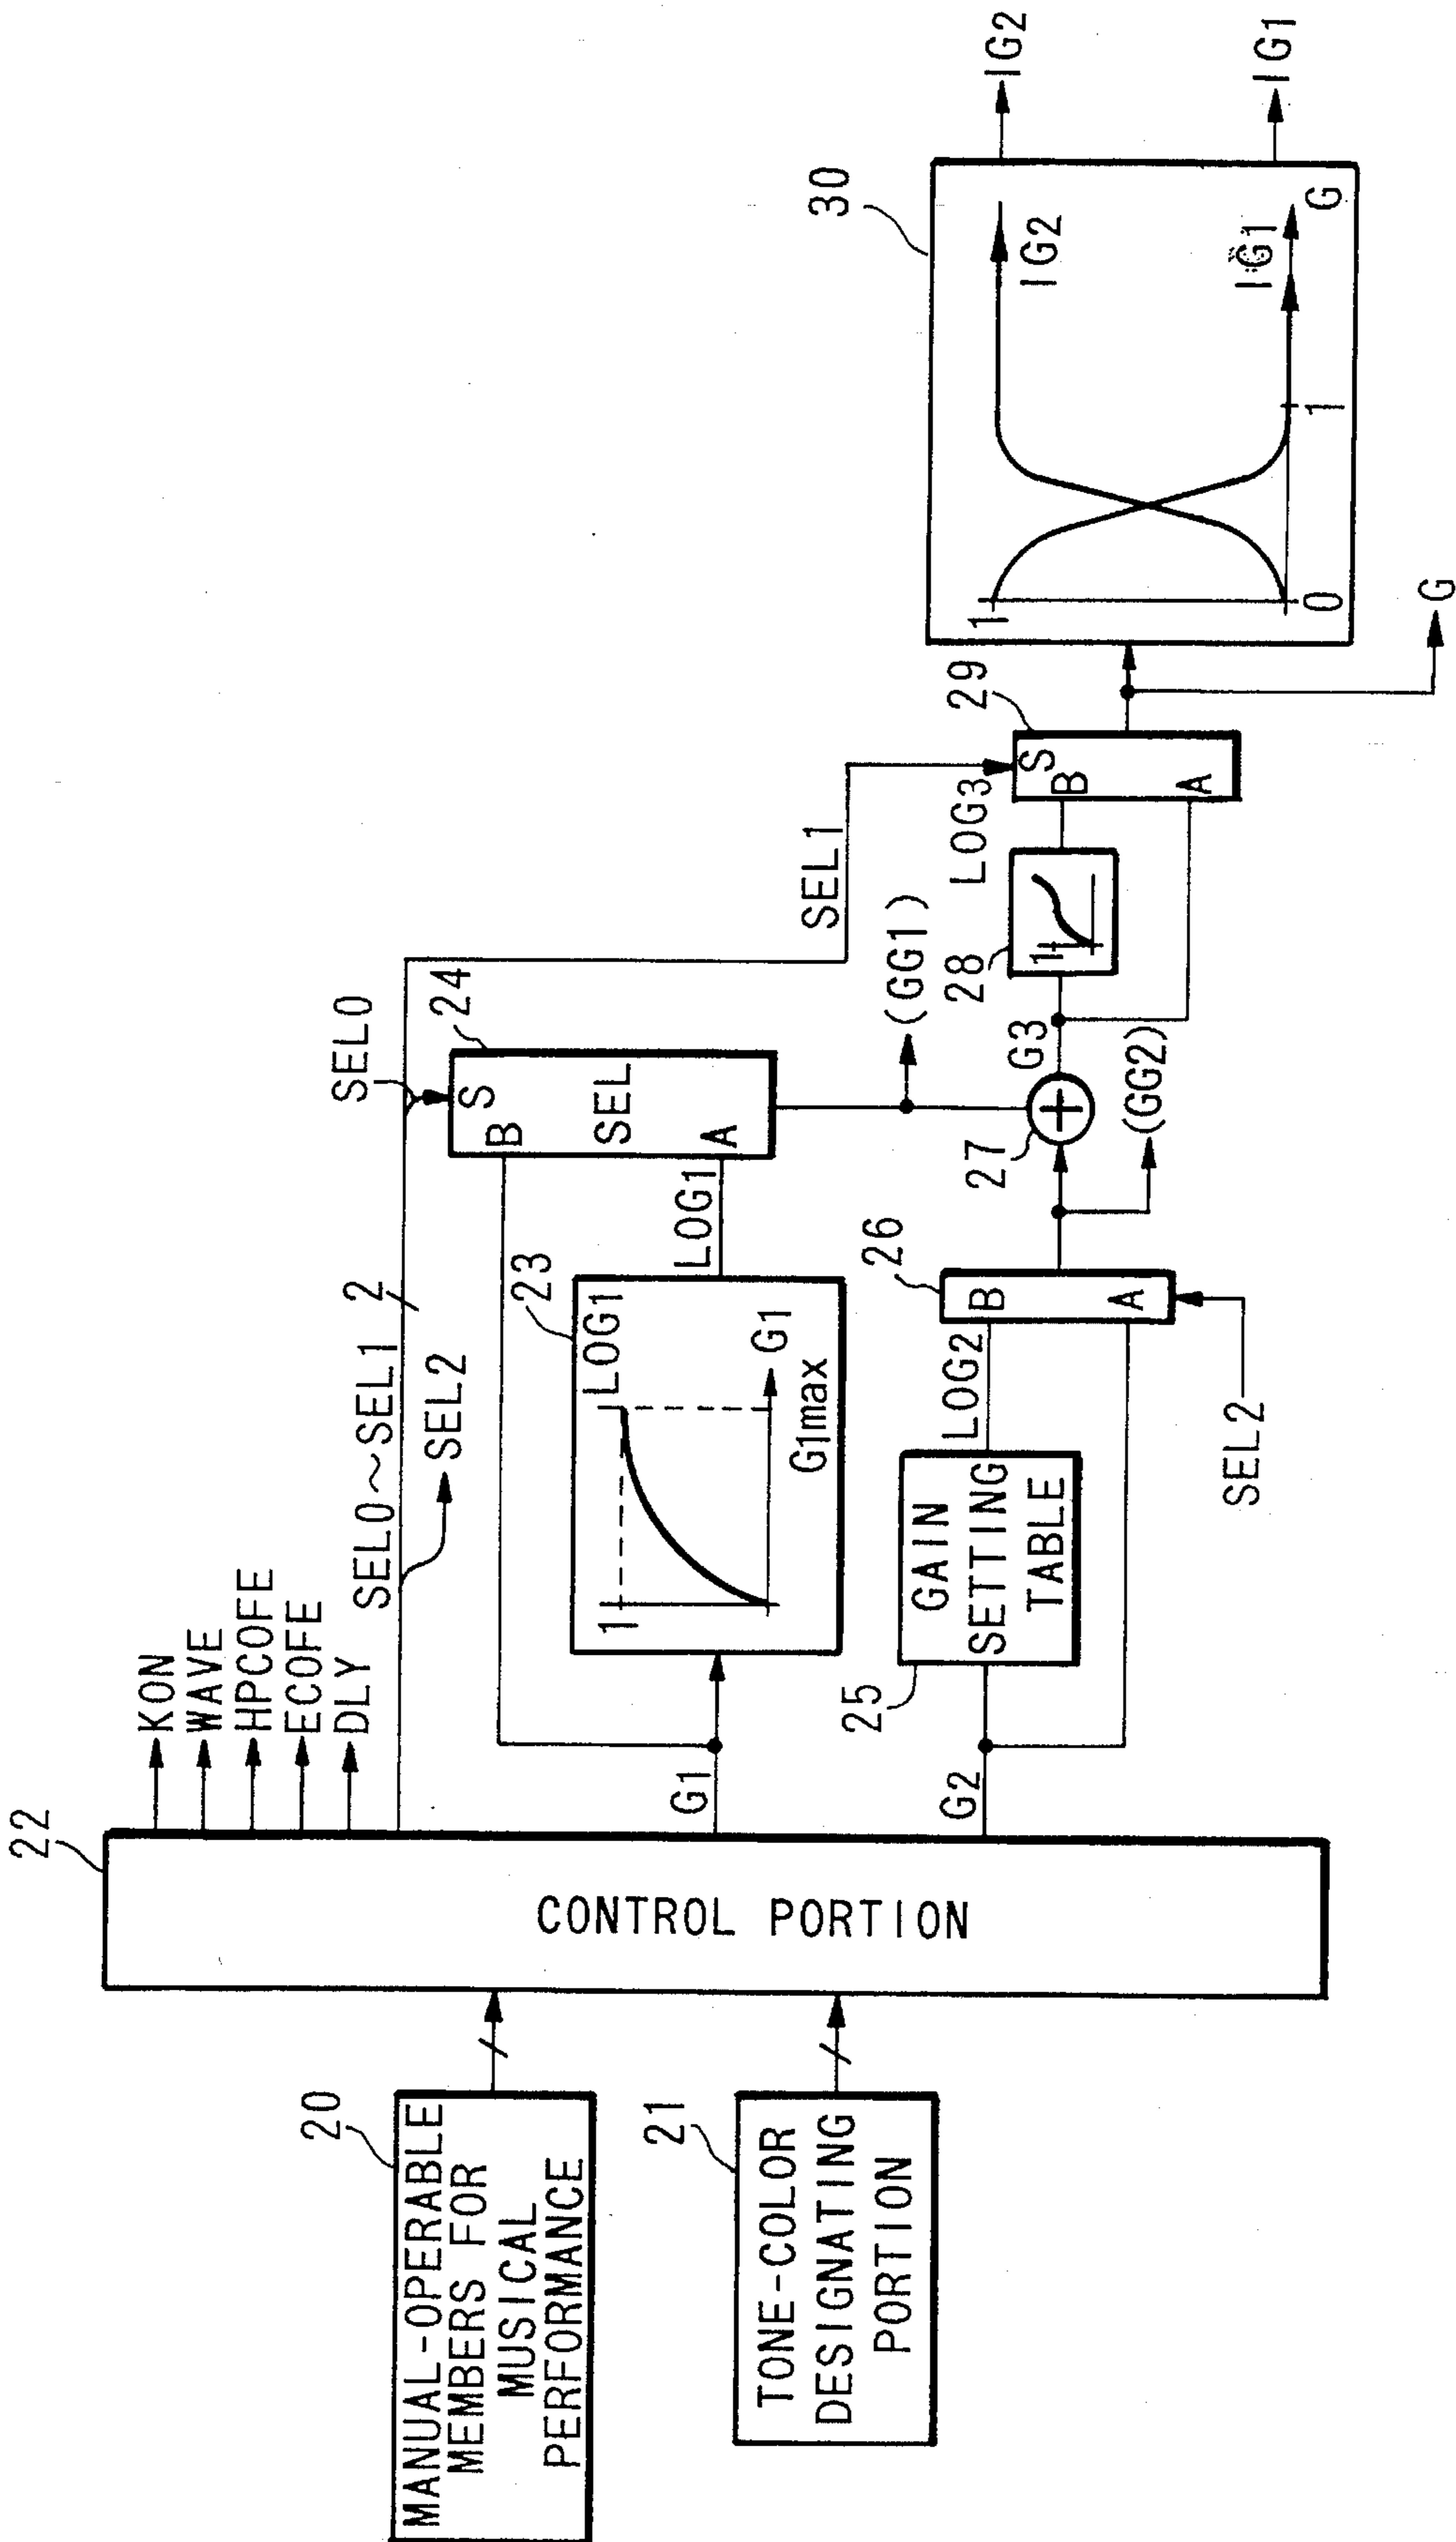 20
MANUAL-OPERABLE
MEMBERS FOR
MUSICAL
PERFORMANCE
21
TONE-COLOR
DESIGNATING
PORTION
22
CONTROL PORTION
KON
WAVE
HPCOFE
ECOFE
DLY
SEL0~SEL1
2
SEL2
G1
G2
23
LOG1
1
G1
G1max
LOG1
SEL0
24
S
B
SEL
A
25
GAIN
SETTING
TABLE
LOG2
26
B
A
SEL2
(GG1)
27
+
G3
(GG2)
28
1
LOG3
SEL1
29
S
B
A
G
30
1
IG2
IG1
0
1
G
IG2
IG1